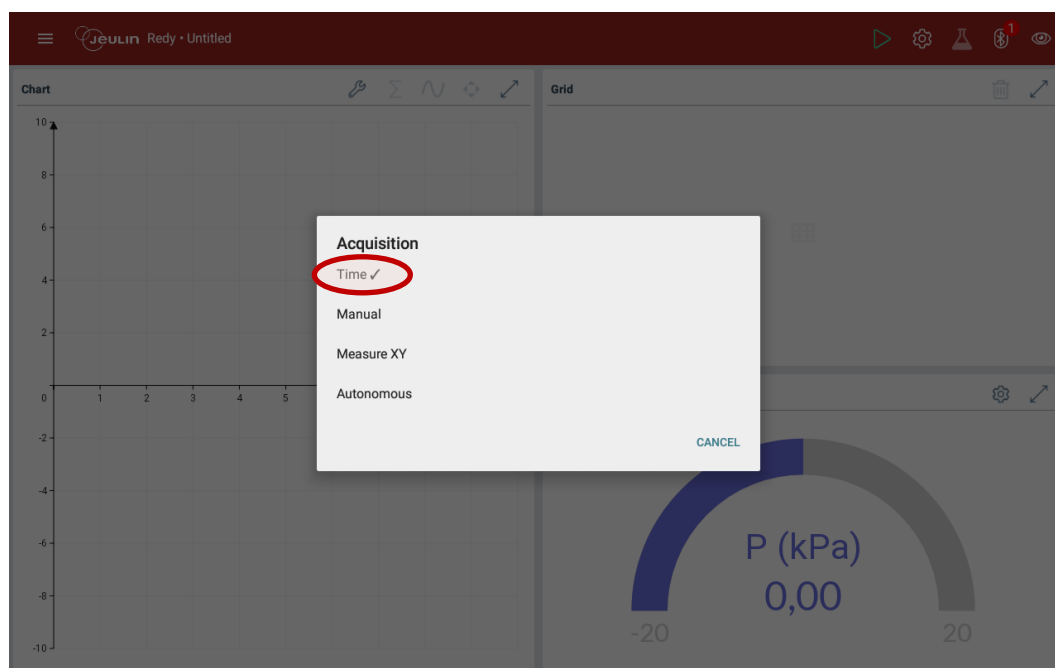 Jeulin Redy • Untitled
1
Chart
Grid
10
8
6
4
2
0 1 2 3 4 5
-2
-4
-6
-8
-10
Acquisition
Time ✓
Manual
Measure XY
Autonomous
CANCEL
P (kPa)
0,00
-20 20